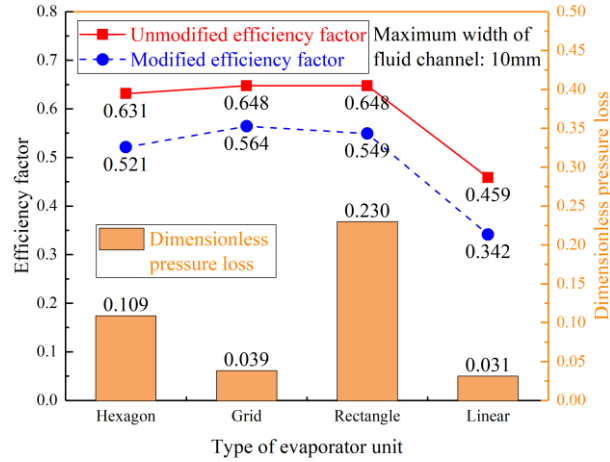 Unmodified efficiency factor
Modified efficiency factor
Maximum width of
fluid channel: 10mm
Dimensionless
pressure loss
Efficiency factor
0.8
0.7
0.6
0.5
0.4
0.3
0.2
0.1
0.0
0.631
0.648
0.648
0.459
0.521
0.564
0.549
0.342
0.109
0.039
0.230
0.031
0.50
0.45
0.40
0.35
0.30
0.25
0.20
0.15
0.10
0.05
0.00
Dimensionless pressure loss
Hexagon
Grid
Rectangle
Linear
Type of evaporator unit